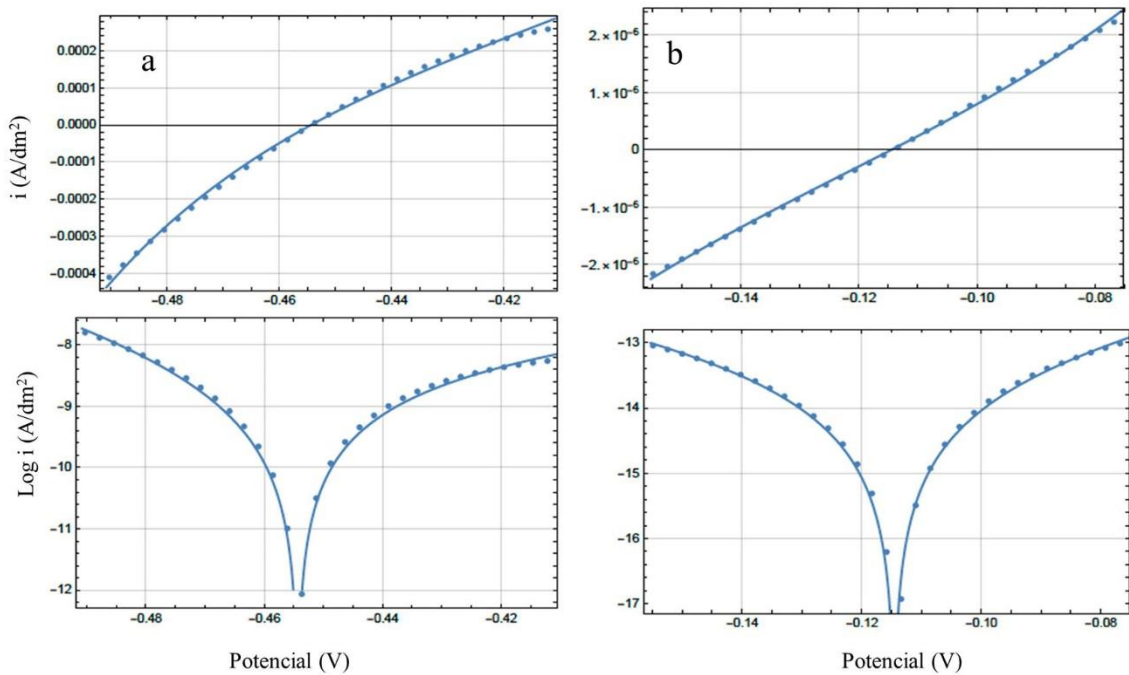 a
i (A/dm²)
0.0002
0.0001
0.0000
−0.0001
−0.0002
−0.0003
−0.0004
−0.48 −0.46 −0.44 −0.42
b
2.×10⁻⁶
1.×10⁻⁶
0
−1.×10⁻⁶
−2.×10⁻⁶
−0.14 −0.12 −0.10 −0.08
Log i (A/dm²)
−8
−9
−10
−11
−12
−0.48 −0.46 −0.44 −0.42
Potencial (V)
−13
−14
−15
−16
−17
−0.14 −0.12 −0.10 −0.08
Potencial (V)